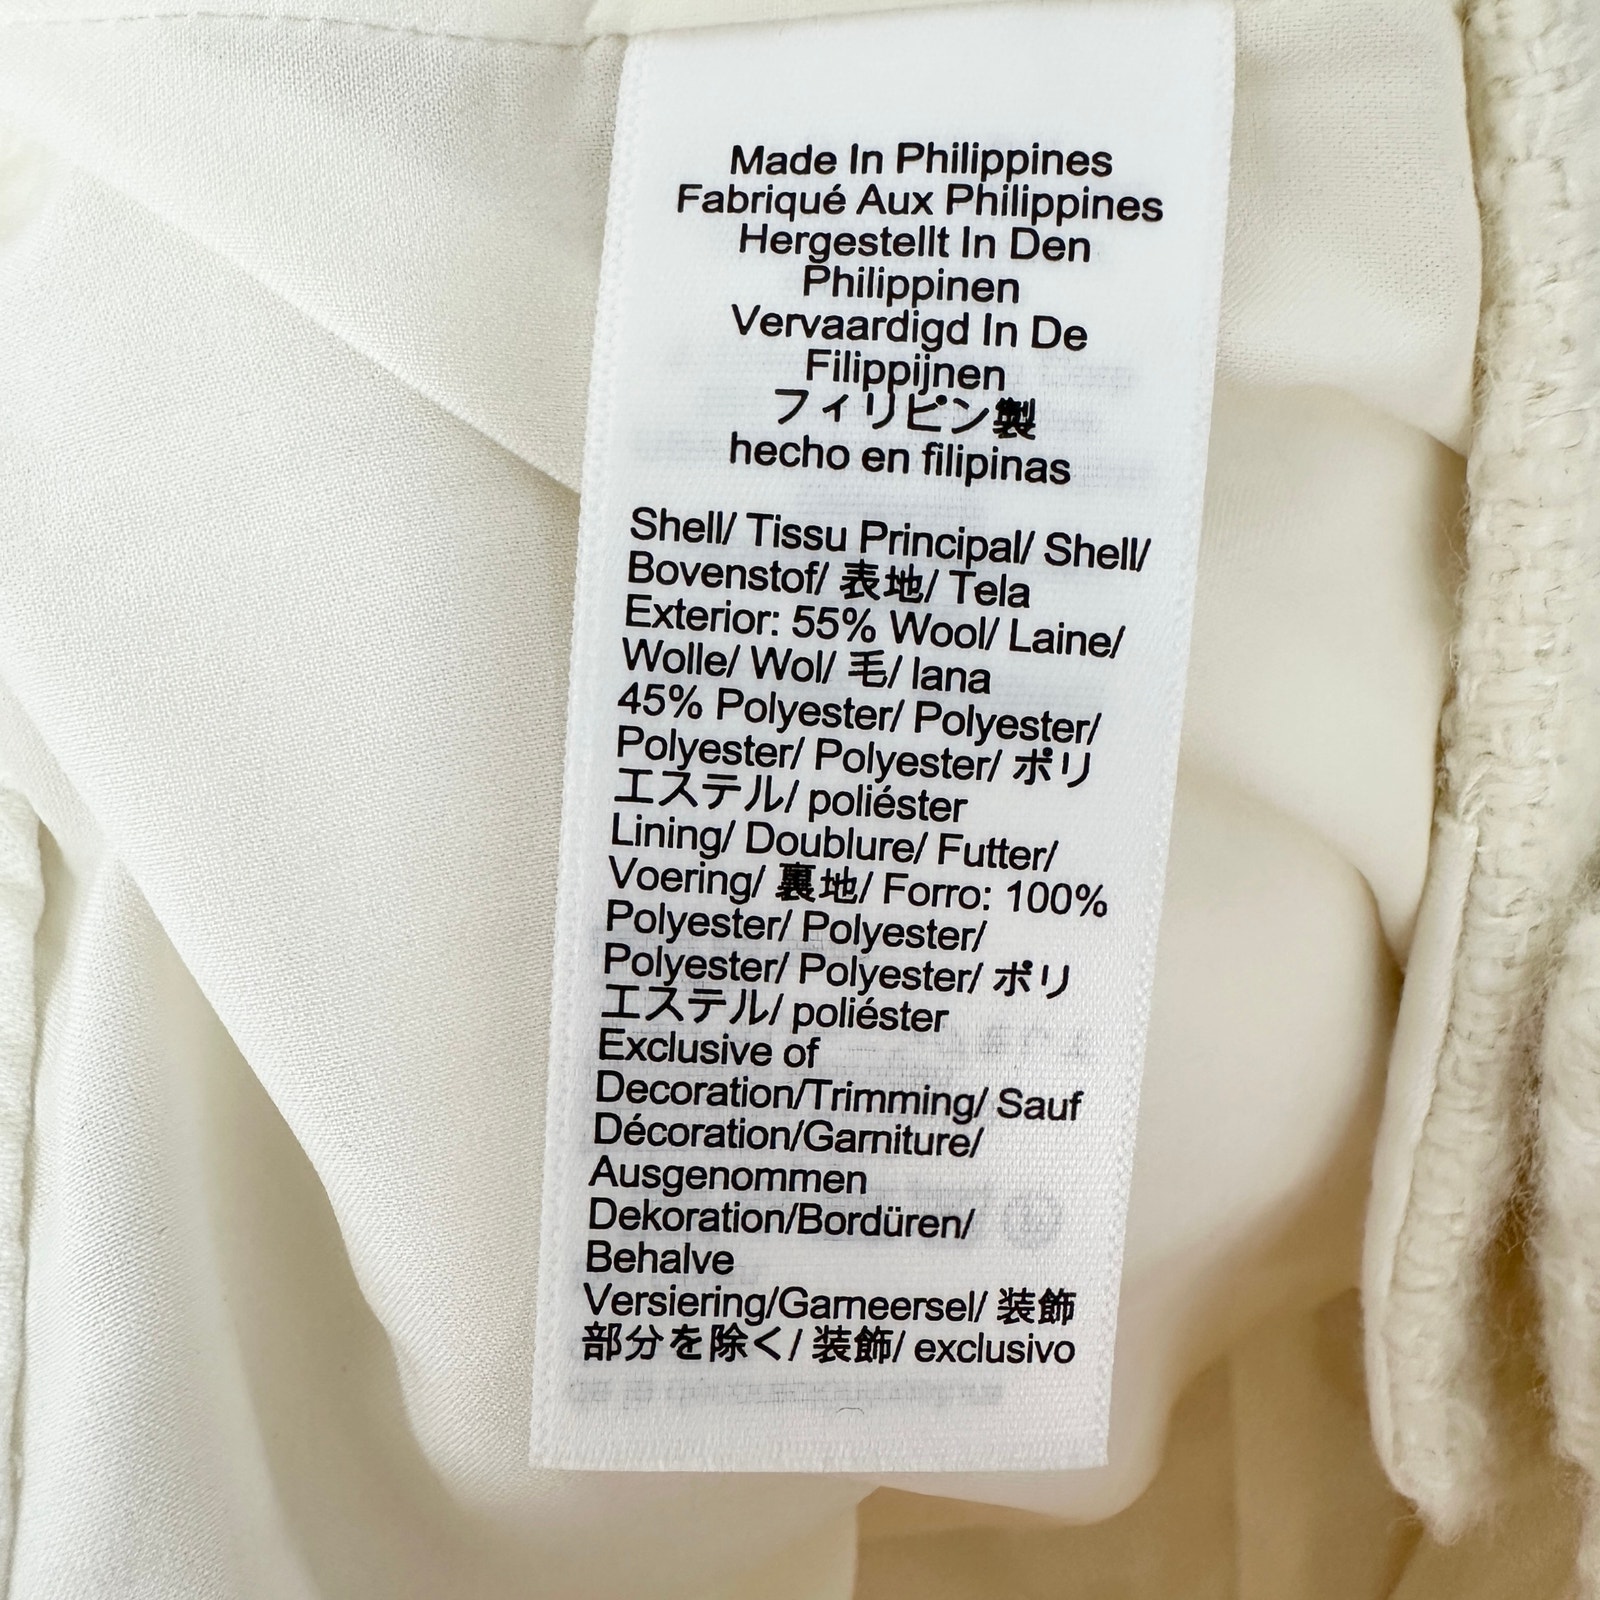 Made In Philippines
Fabriqué Aux Philippines
Hergestellt In Den
Philippinen
Vervaardigd In De
Filippijnen
フィリピン製
hecho en filipinas
Shell/ Tissu Principal/ Shell/
Bovenstof/ 表地/ Tela
Exterior: 55% Wool/ Laine/
Wolle/ Wol/ 毛/ lana
45% Polyester/ Polyester/
Polyester/ Polyester/ ポリ
エステル/ poliéster
Lining/ Doublure/ Futter/
Voering/ 裏地/ Forro: 100%
Polyester/ Polyester/
Polyester/ Polyester/ ポリ
エステル/ poliéster
Exclusive of
Decoration/Trimming/ Sauf
Décoration/Garniture/
Ausgenommen
Dekoration/Bordüren/
Behalve
Versiering/Garneersel/ 装飾
部分を除く/ 装飾/ exclusivo